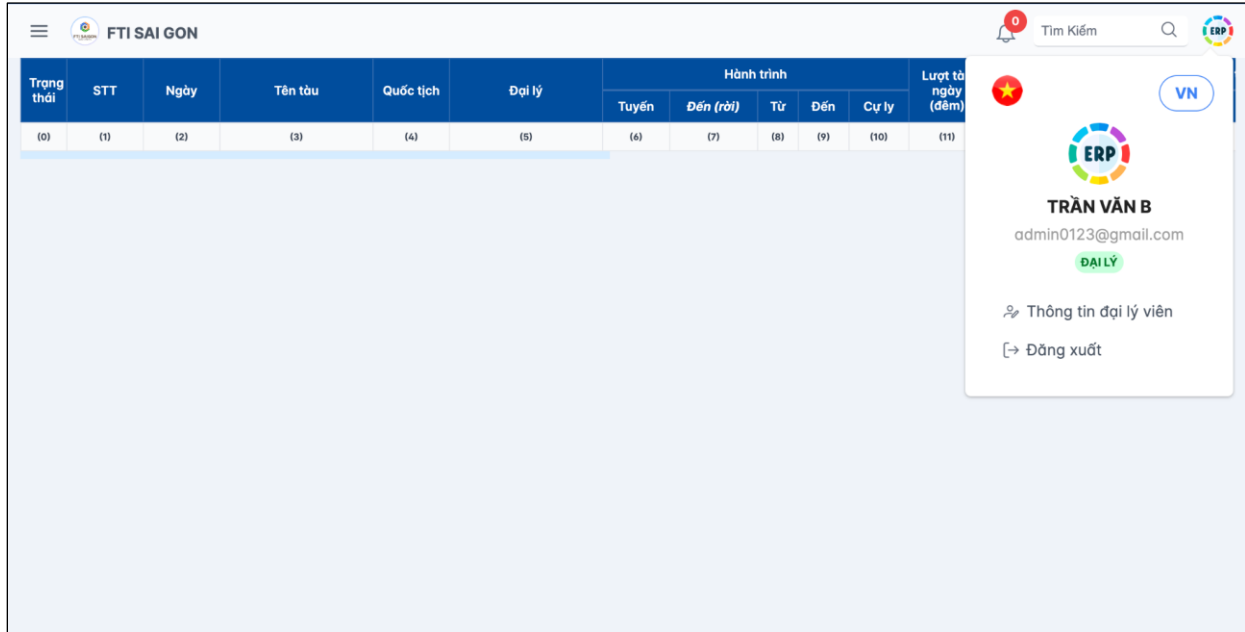 FTI SAI GON
0
Tìm Kiếm
ERP
Trạng thái STT Ngày Tên tàu Quốc tịch Đại lý Hành trình Lượt tà ngày (đêm)
Tuyến Đến (rời) Từ Đến Cự ly
(0) (1) (2) (3) (4) (5) (6) (7) (8) (9) (10) (11)
VN
ERP
TRẦN VĂN B
admin0123@gmail.com
ĐẠI LÝ
Thông tin đại lý viên
Đăng xuất